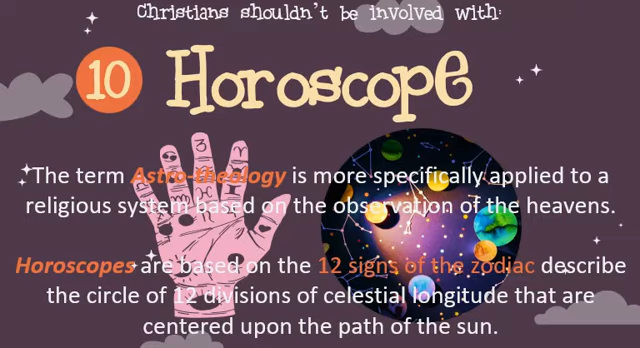 Christians shouldn't be involved with:
10 Horoscope
The term Astro-theology is more specifically applied to a
religious system based on the observation of the heavens.
Horoscopes are based on the 12 signs of the zodiac describe
the circle of 12 divisions of celestial longitude that are
centered upon the path of the sun.